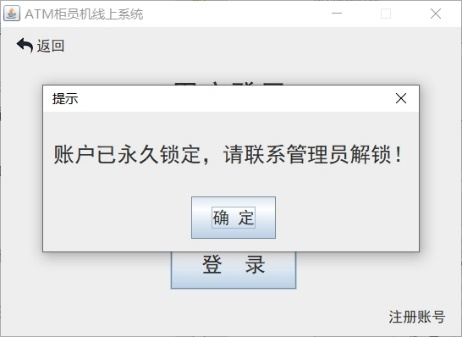 ATM柜员机线上系统
返回
提示
账户已永久锁定，请联系管理员解锁！
确 定
登 录
注册账号